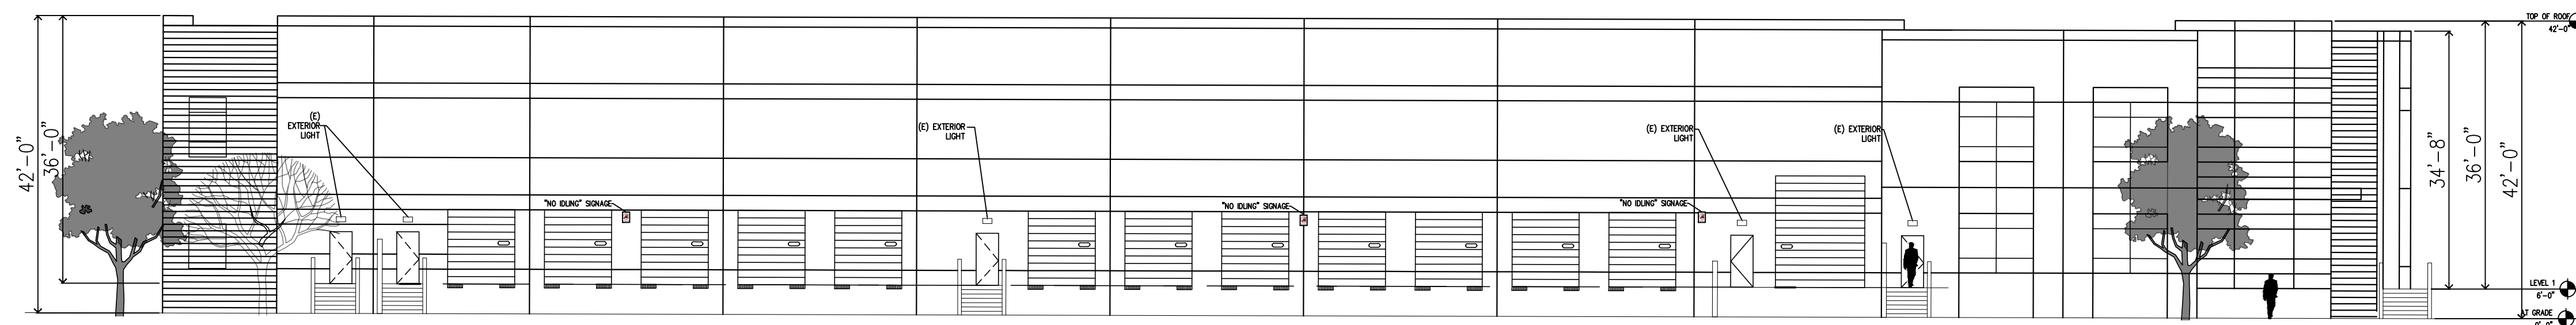 42'-0"
36'-0"
(E)
EXTERIOR
LIGHT
"NO IDLING" SIGNAGE
(E) EXTERIOR
LIGHT
"NO IDLING" SIGNAGE
"NO IDLING" SIGNAGE
(E) EXTERIOR
LIGHT
(E) EXTERIOR
LIGHT
34'-8"
36'-0"
42'-0"
TOP OF ROOF
42'-0"
LEVEL 1
6'-0"
AT GRADE
0'-0"